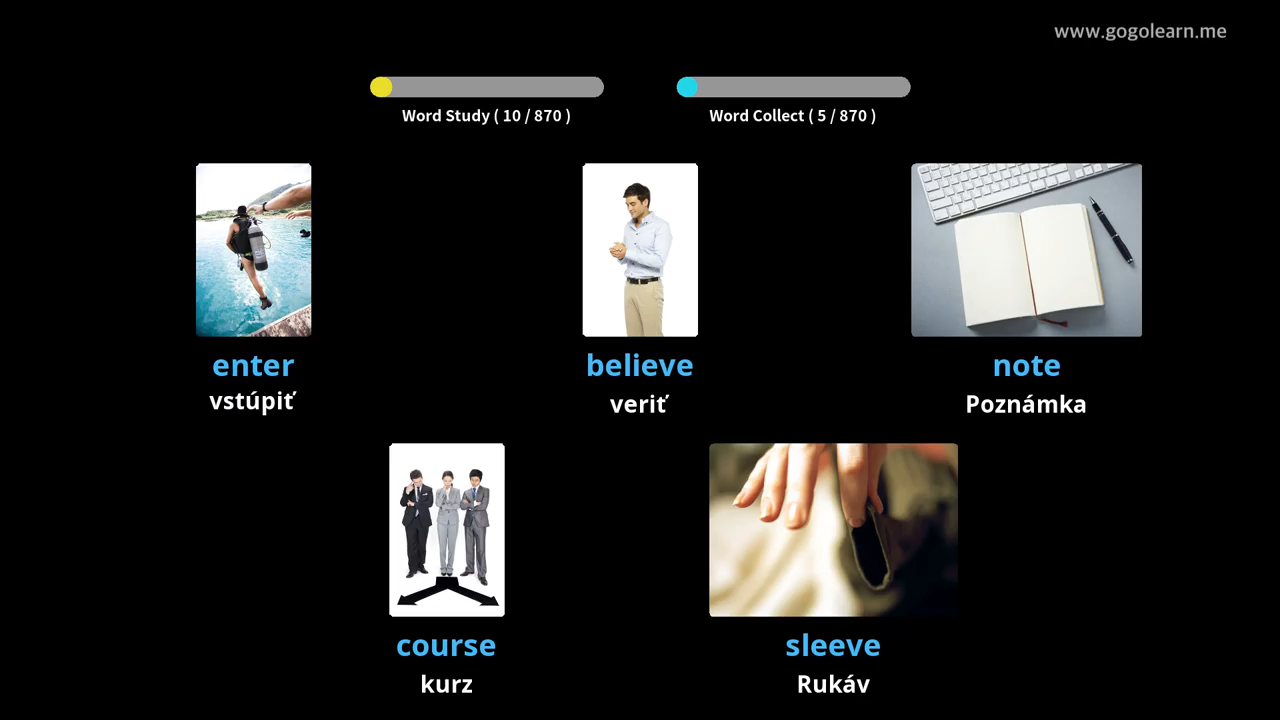 www.gogolearn.me
Word Study ( 10 / 870 )
Word Collect ( 5 / 870 )
enter
vstúpiť
believe
veriť
note
Poznámka
course
kurz
sleeve
Rukáv